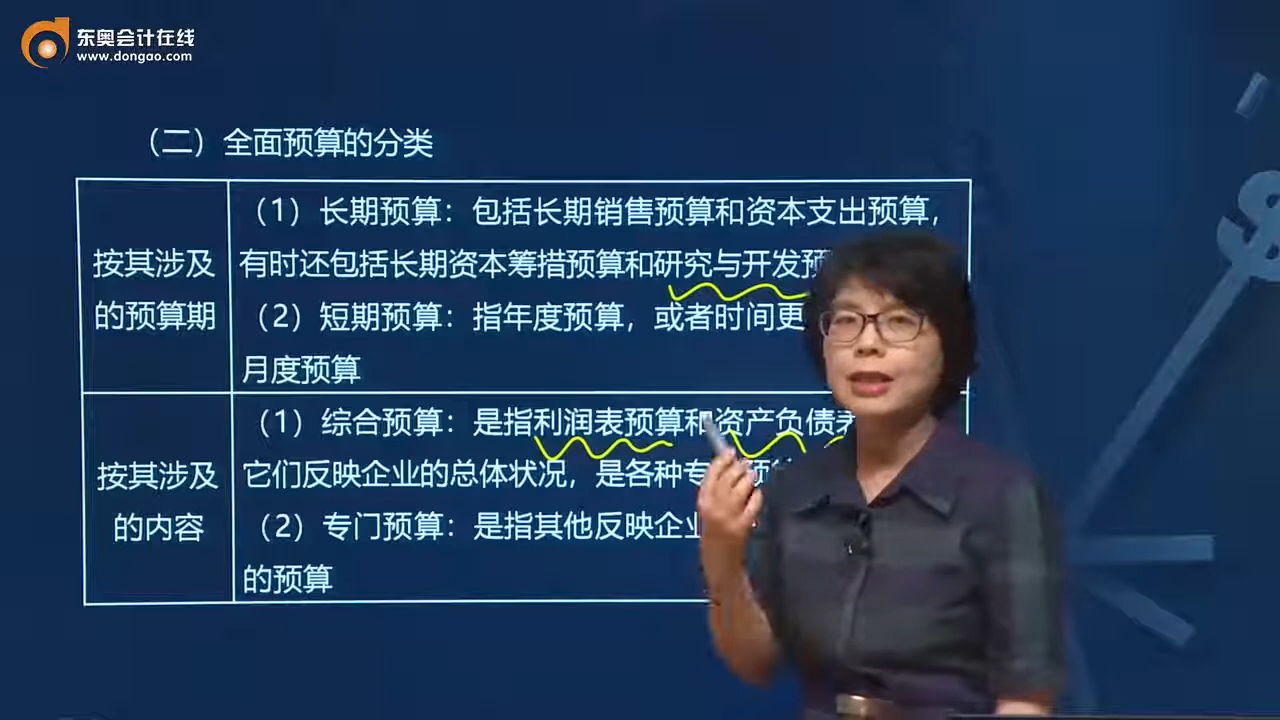 东奥会计在线
www.dongao.com
（二）全面预算的分类
按其涉及
的预算期
（1）长期预算：包括长期销售预算和资本支出预算，
有时还包括长期资本筹措预算和研究与开发预
（2）短期预算：指年度预算，或者时间更
月度预算
按其涉及
的内容
（1）综合预算：是指利润表预算和资产负债表
它们反映企业的总体状况，是各种专
（2）专门预算：是指其他反映企业
的预算